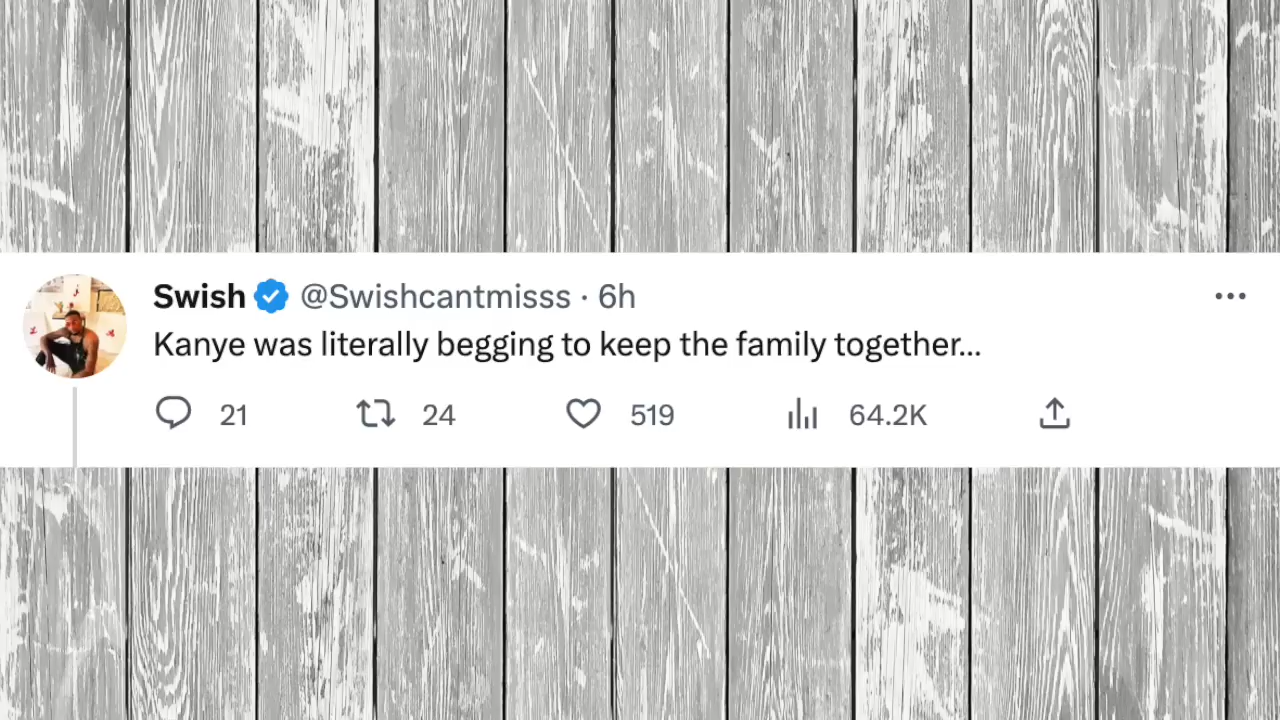 Swish @Swishcantmisss · 6h
Kanye was literally begging to keep the family together...
21 24 519 64.2K